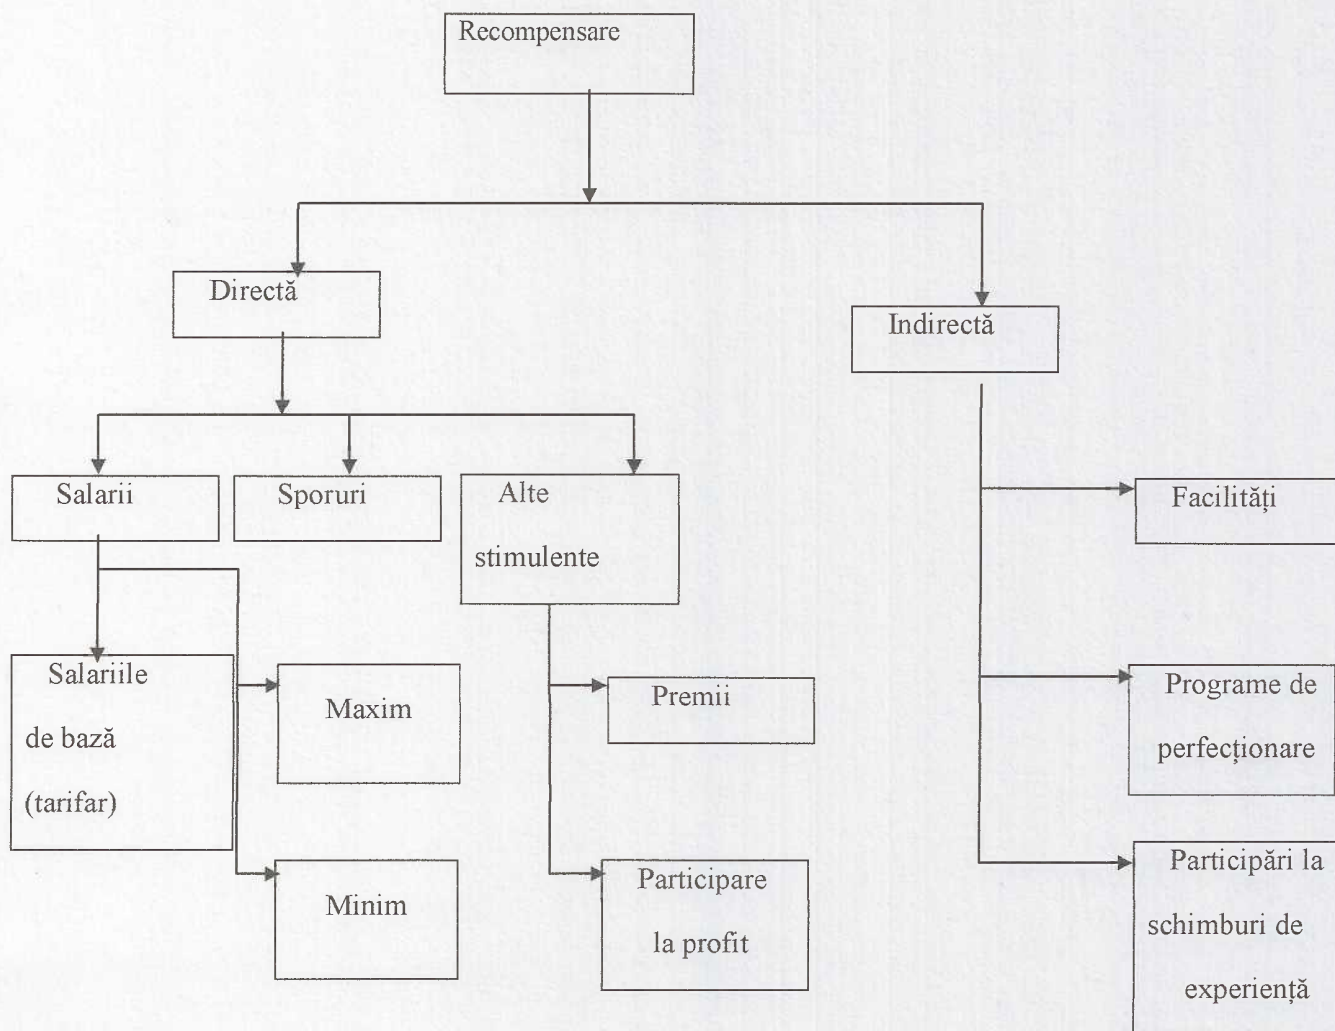 Recompensare
Directă
Indirectă
Salarii
Sporuri
Alte
stimulente
Facilități
Salariile
de bază
(tarifar)
Maxim
Premii
Programe de
perfecționare
Minim
Participare
la profit
Participări la
schimburi de
experiență